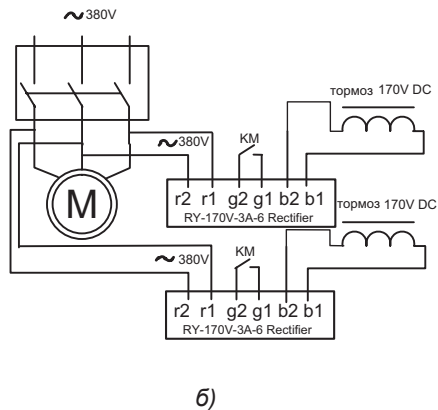 ~380V
тормоз 170V DC
~380V
KM
r2 r1 g2 g1 b2 b1
RY-170V-3A-6 Rectifier
M
тормоз 170V DC
~380V
KM
r2 r1 g2 g1 b2 b1
RY-170V-3A-6 Rectifier
б)